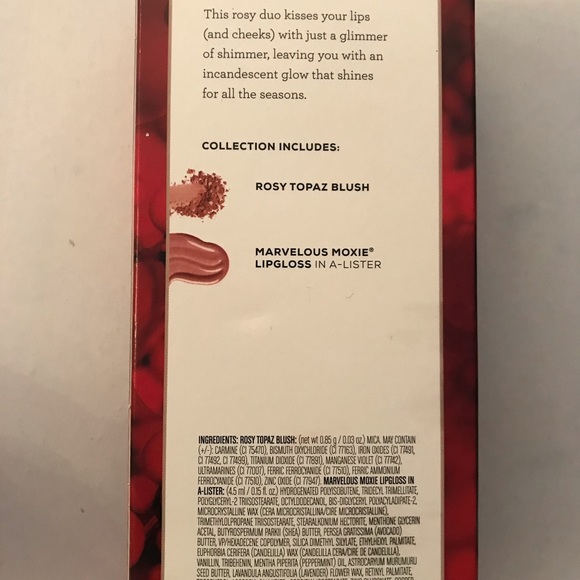 This rosy duo kisses your lips
(and cheeks) with just a glimmer
of shimmer, leaving you with an
incandescent glow that shines
for all the seasons.
COLLECTION INCLUDES:
ROSY TOPAZ BLUSH
MARVELOUS MOXIE®
LIPGLOSS IN A-LISTER
INGREDIENTS: ROSY TOPAZ BLUSH: (net wt 0.85 g / 0.03 oz.) MICA. MAY CONTAIN
(+/-): CARMINE (CI 75470), BISMUTH OXYCHLORIDE (CI 77163), IRON OXIDES (CI 77491,
CI 77492, CI 77499), TITANIUM DIOXIDE (CI 77891), MANGANESE VIOLET (CI 77742),
ULTRAMARINES (CI 77007), FERRIC FERROCYANIDE (CI 77510), FERRIC AMMONIUM
FERROCYANIDE (CI 77510), ZINC OXIDE (CI 77947). MARVELOUS MOXIE LIPGLOSS IN
A-LISTER: (4.5 ml / 0.15 fl. oz.) HYDROGENATED POLYISOBUTENE, TRIDECYL TRIMELLITATE,
POLYGLYCERYL-2 TRIISOSTEARATE, OCTYLDODECANOL, BIS-DIGLYCERYL POLYACYLADIPATE-2,
MICROCRYSTALLINE WAX (CERA MICROCRISTALLINA/CIRE MICROCRISTALLINE),
TRIMETHYLOLPROPANE TRIISOSTEARATE, STEARALKONIUM HECTORITE, MENTHONE GLYCERIN
ACETAL, BUTYROSPERMUM PARKII (SHEA) BUTTER, PERSEA GRATISSIMA (AVOCADO)
BUTTER, VP/HEXADECENE COPOLYMER, SILICA DIMETHYL SILYLATE, ETHYLHEXYL PALMITATE,
EUPHORBIA CERIFERA (CANDELILLA) WAX (CANDELILLA CERA/CIRE DE CANDELILLA),
VANILLIN, TRIBEHENIN, MENTHA PIPERITA (PEPPERMINT) OIL, ASTROCARYUM MURUMURU
SEED BUTTER, LAVANDULA ANGUSTIFOLIA (LAVENDER) FLOWER WAX, RETINYL PALMITATE,